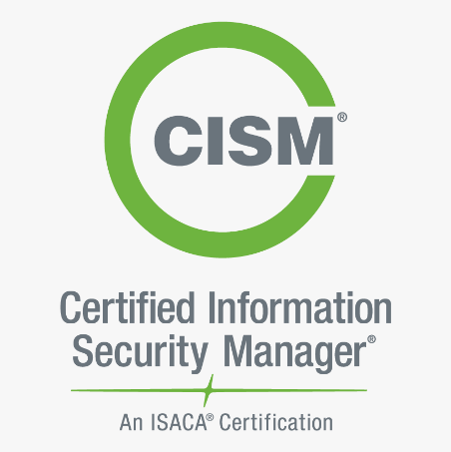 CISM®
Certified Information
Security Manager®
An ISACA® Certification